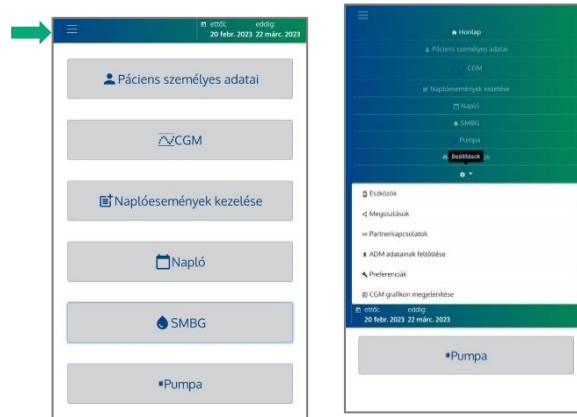 ettől: eddig:
20 febr. 2023 22 márc. 2023
Páciens személyes adatai
CGM
Naplóesemények kezelése
Napló
SMBG
Pumpa
Honlap
Páciens személyes adatai
CGM
Naplóesemények kezelése
Napló
SMBG
Pumpa
Beállítások
Eszközök
Megosztások
Partnerkapcsolatok
ADM adatainak feltöltése
Preferenciák
CGM grafikon megjelenítése
ettől: eddig:
20 febr. 2023 22 márc. 2023
Pumpa